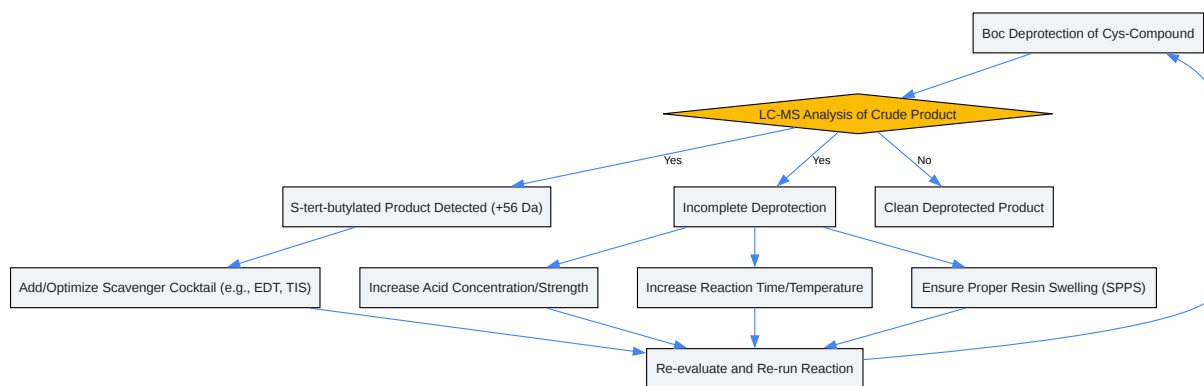 Boc Deprotection of Cys-Compound
LC-MS Analysis of Crude Product
Yes
Yes
No
S-tert-butylated Product Detected (+56 Da)
Incomplete Deprotection
Clean Deprotected Product
Add/Optimize Scavenger Cocktail (e.g., EDT, TIS)
Increase Acid Concentration/Strength
Increase Reaction Time/Temperature
Ensure Proper Resin Swelling (SPPS)
Re-evaluate and Re-run Reaction